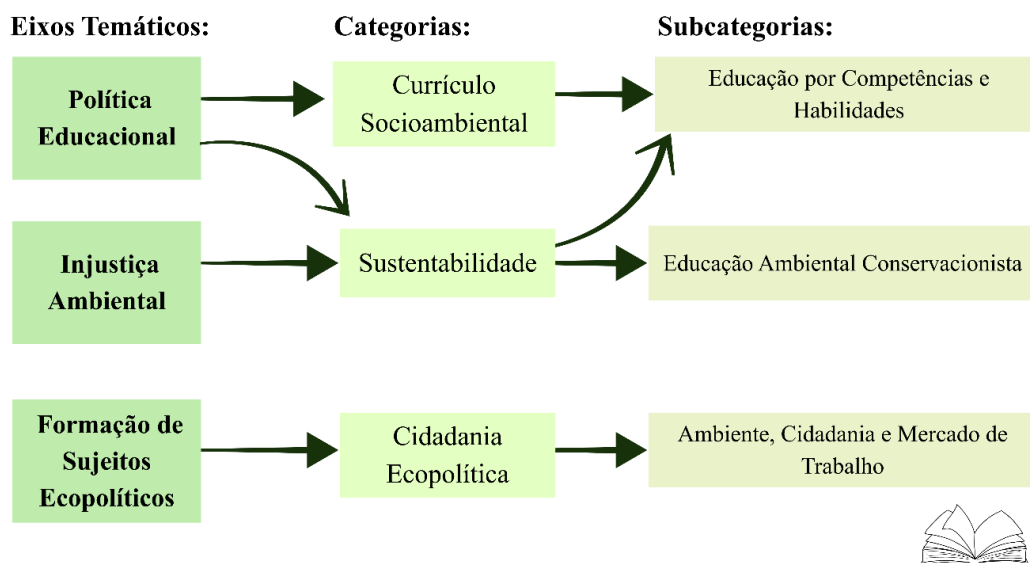 Eixos Temáticos:
Categorias:
Subcategorias:
Política
Educacional
Currículo
Socioambiental
Educação por Competências e
Habilidades
Injustiça
Ambiental
Sustentabilidade
Educação Ambiental Conservacionista
Formação de
Sujeitos
Ecopolíticos
Cidadania
Ecopolítica
Ambiente, Cidadania e Mercado de
Trabalho